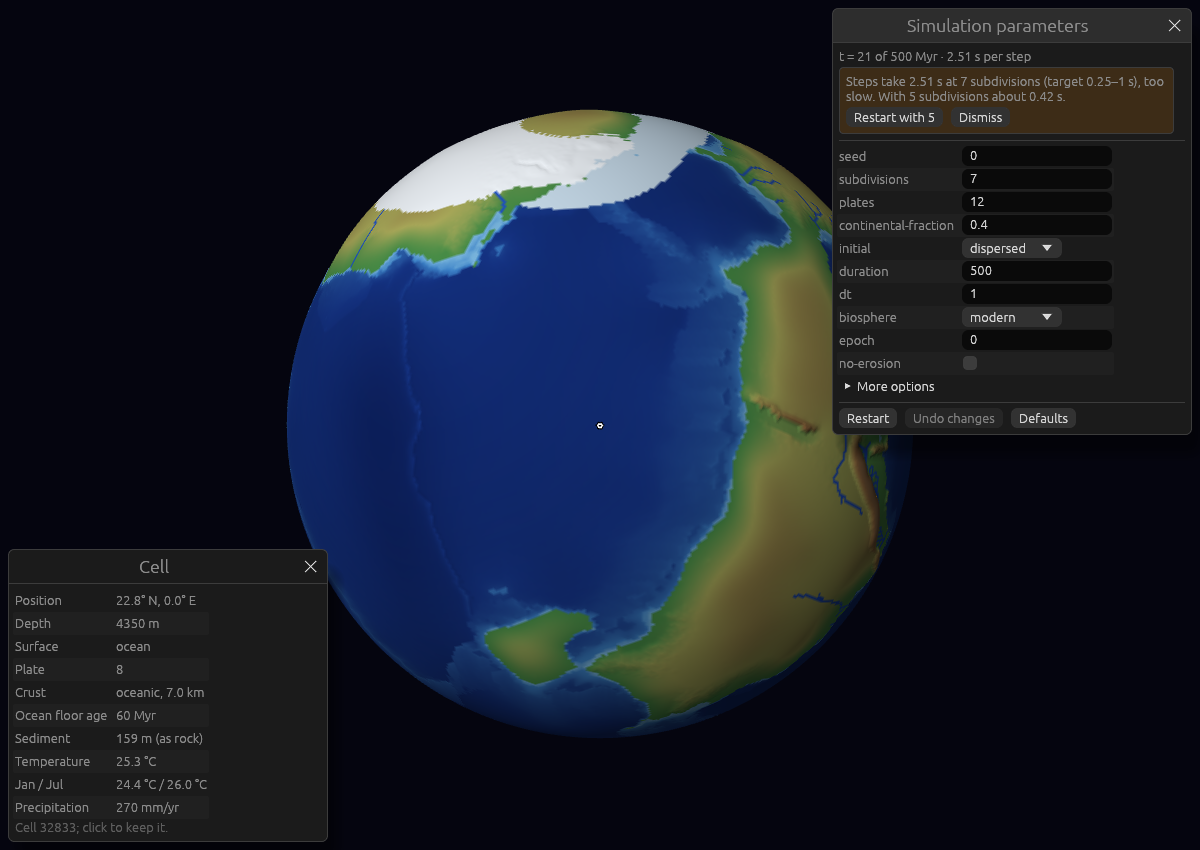 Simulation parameters
t = 21 of 500 Myr · 2.51 s per step
Steps take 2.51 s at 7 subdivisions (target 0.25–1 s), too
slow. With 5 subdivisions about 0.42 s.
Restart with 5 Dismiss
seed 0
subdivisions 7
plates 12
continental-fraction 0.4
initial dispersed
duration 500
dt 1
biosphere modern
epoch 0
no-erosion
More options
Restart Undo changes Defaults
Cell
Position 22.8° N, 0.0° E
Depth 4350 m
Surface ocean
Plate 8
Crust oceanic, 7.0 km
Ocean floor age 60 Myr
Sediment 159 m (as rock)
Temperature 25.3 °C
Jan / Jul 24.4 °C / 26.0 °C
Precipitation 270 mm/yr
Cell 32833; click to keep it.